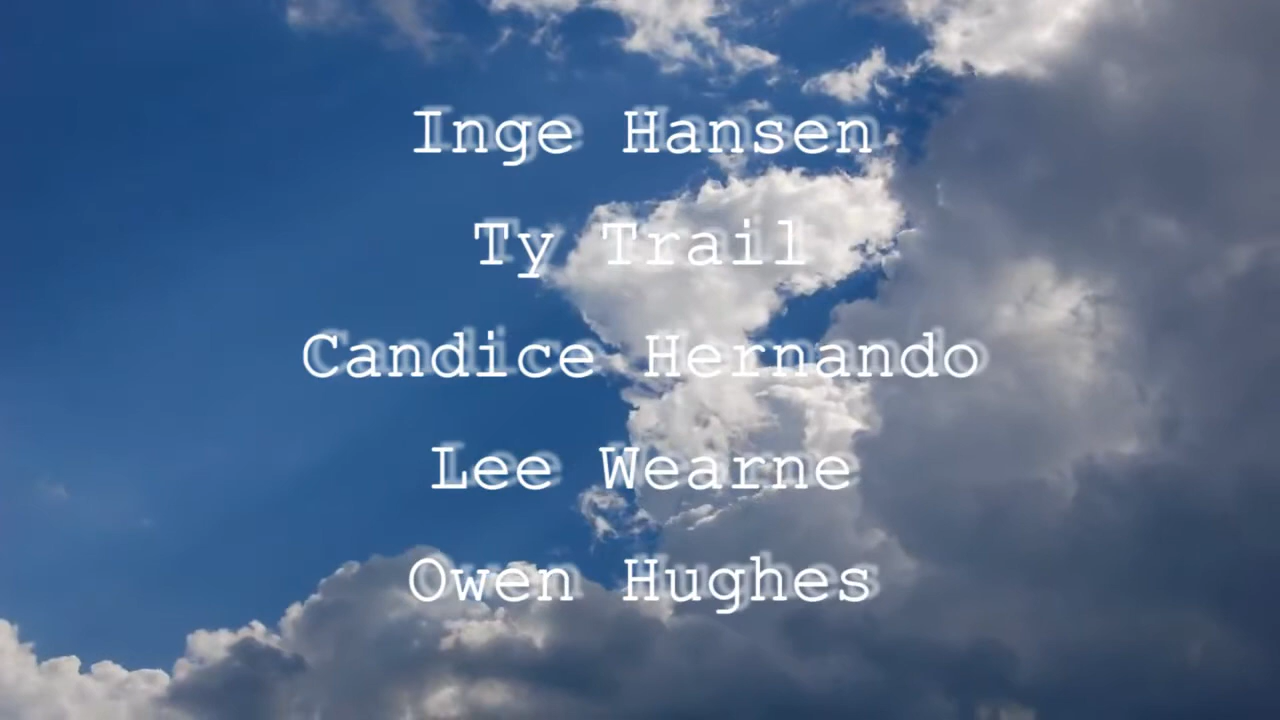 Inge Hansen
Ty Trail
Candice Hernando
Lee Wearne
Owen Hughes